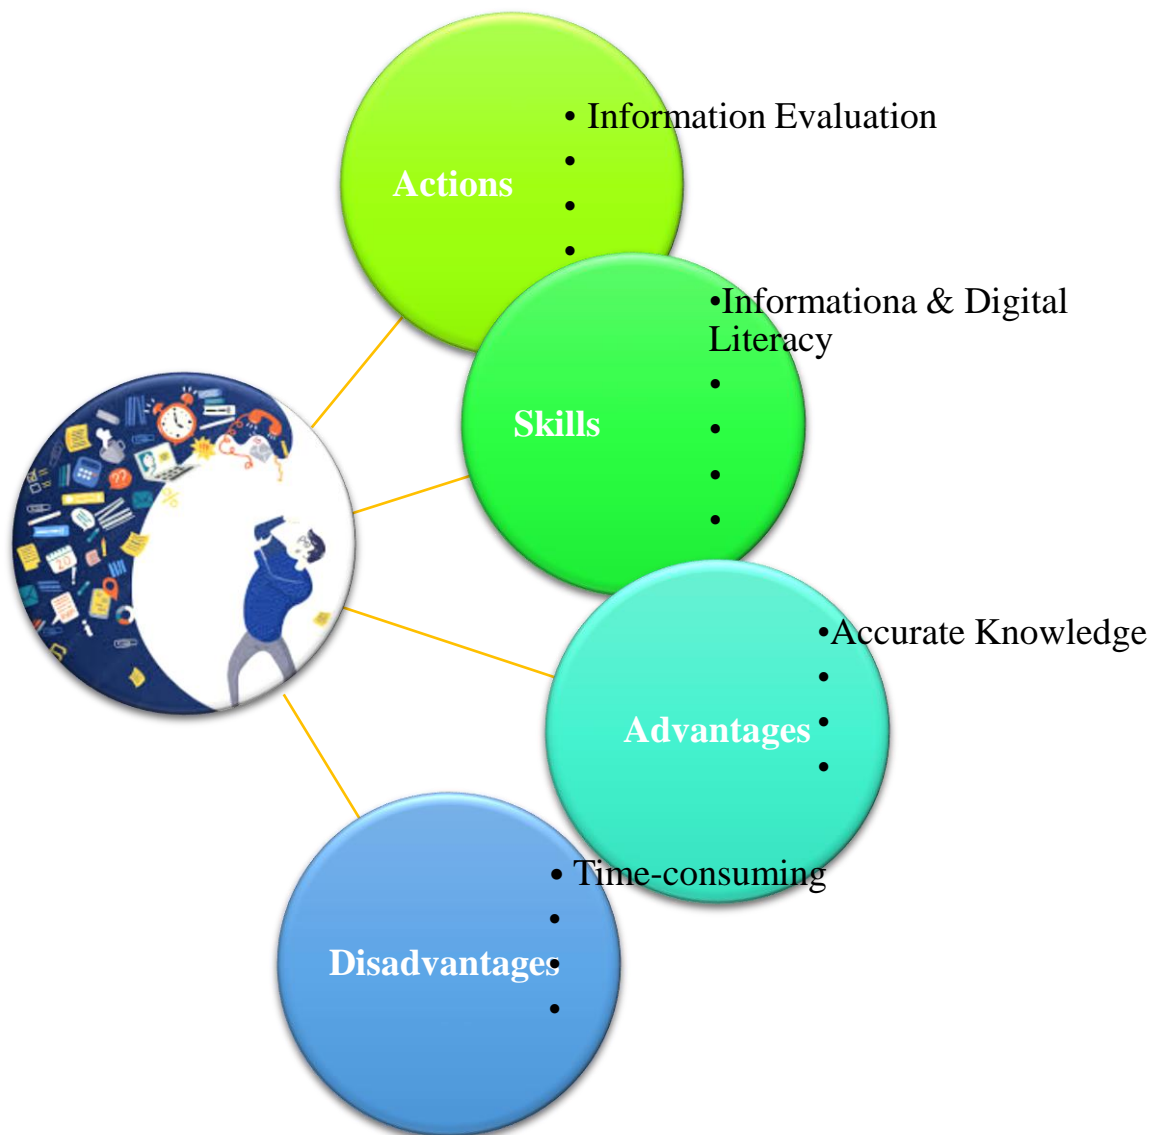 Actions
• Information Evaluation
•
•
•
Skills
•Informationa & Digital
Literacy
•
•
•
•
Advantages
•Accurate Knowledge
•
•
•
Disadvantages
• Time-consuming
•
•
•